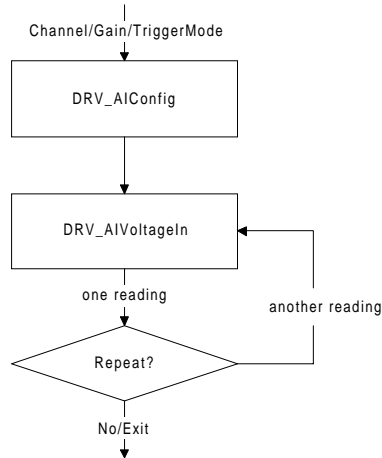 Channel/Gain/TriggerMode
DRV_AIConfig
DRV_AIVoltageIn
one reading
another reading
Repeat?
No/Exit